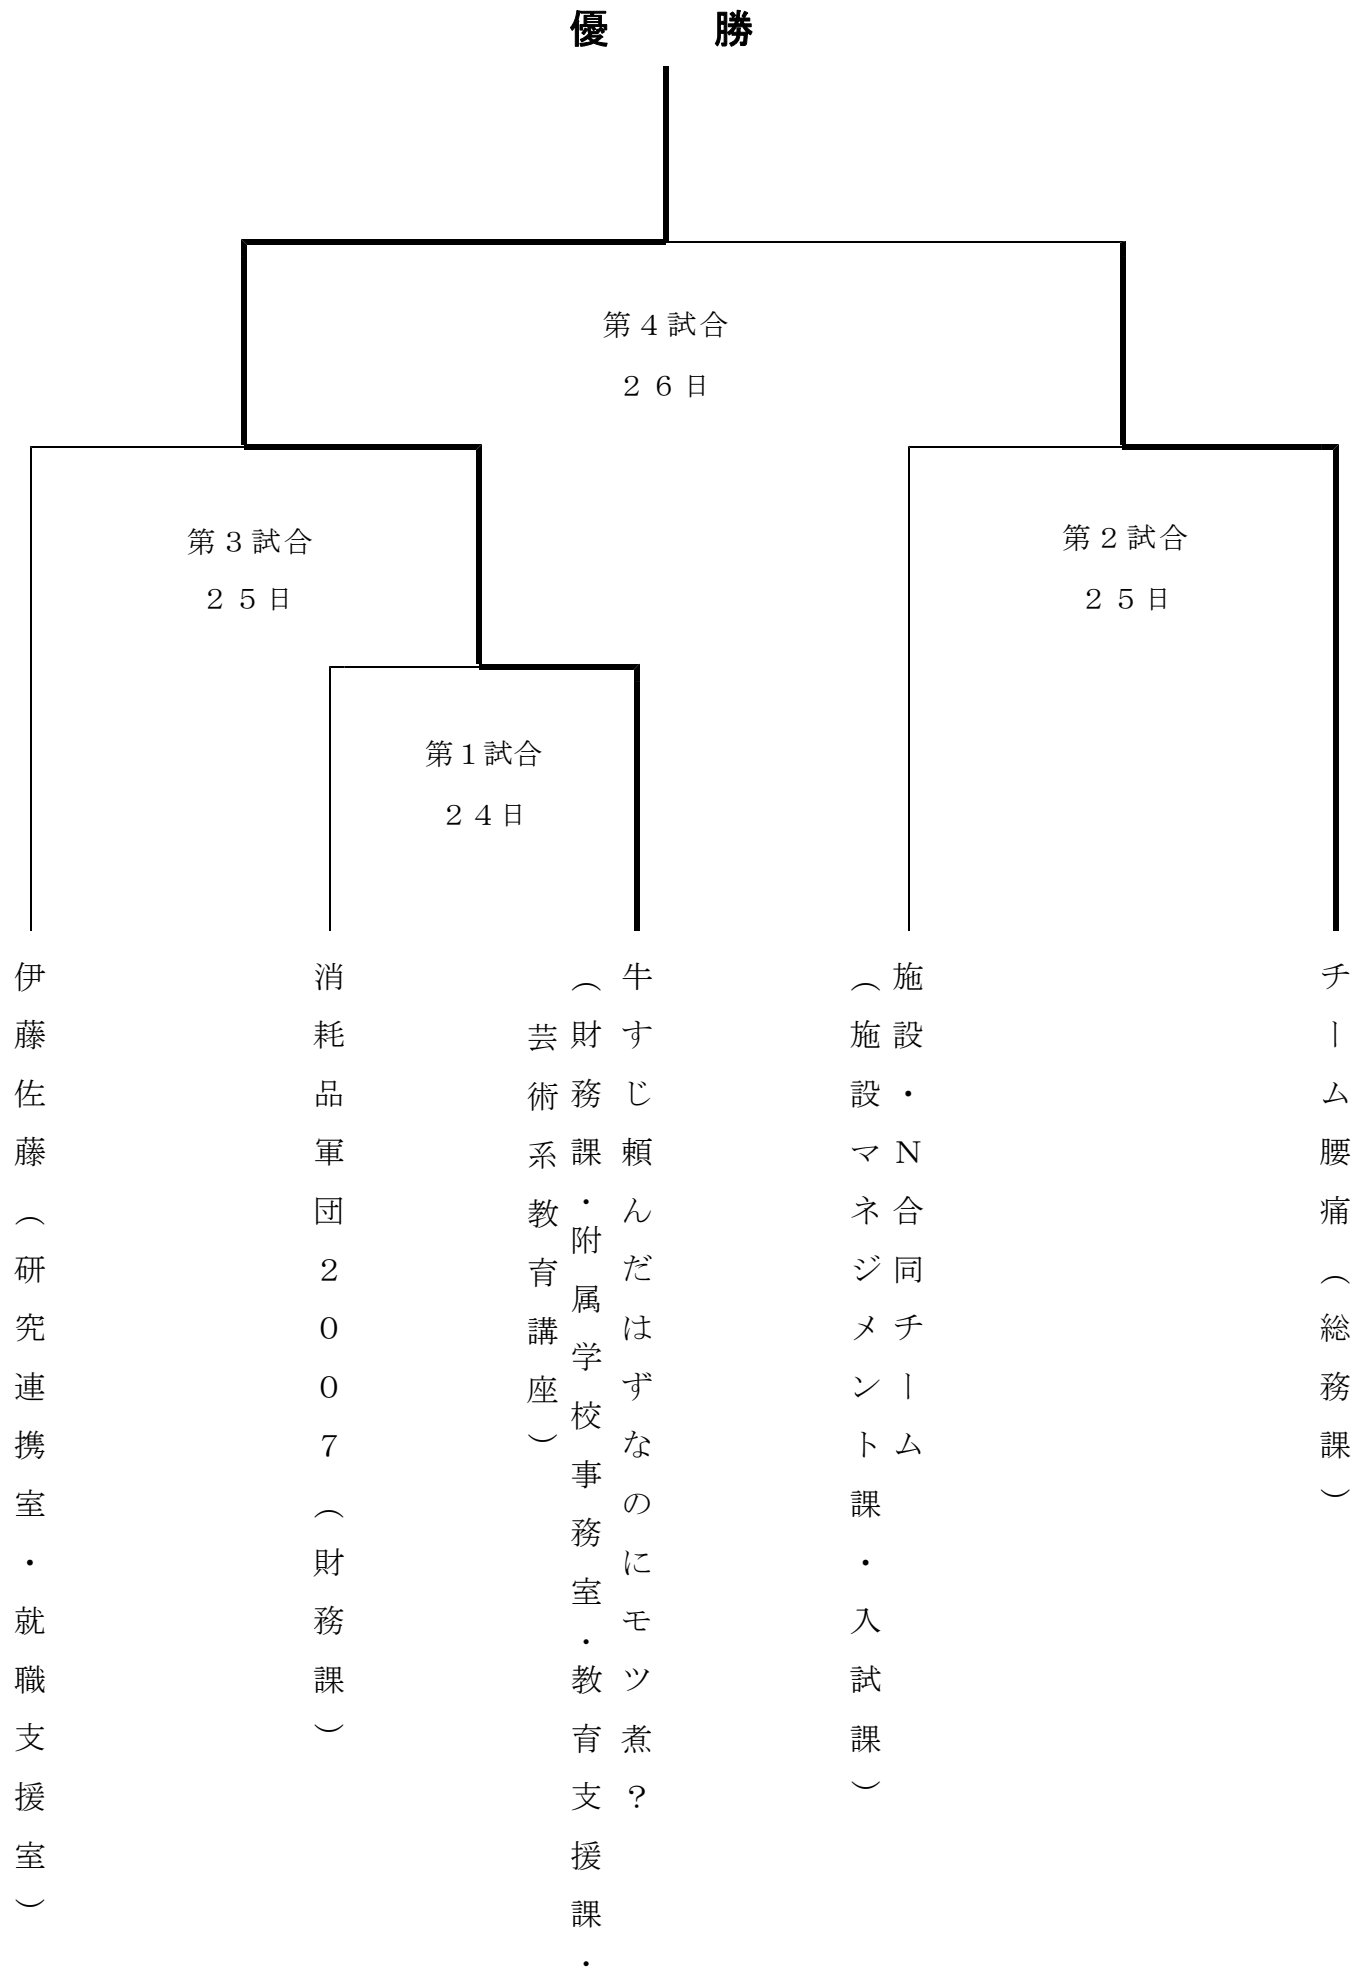 優　勝
第４試合
２６日
第３試合
２５日
第２試合
２５日
第１試合
２４日
伊藤佐藤（研究連携室・就職支援室）
消耗品軍団２００７（財務課）
牛すじ頼んだはずなのにモツ煮？
（財務課・附属学校事務室・教育支援課・
芸術系教育講座）
施設・Ｎ合同チーム
（施設マネジメント課・入試課）
チーム腰痛（総務課）